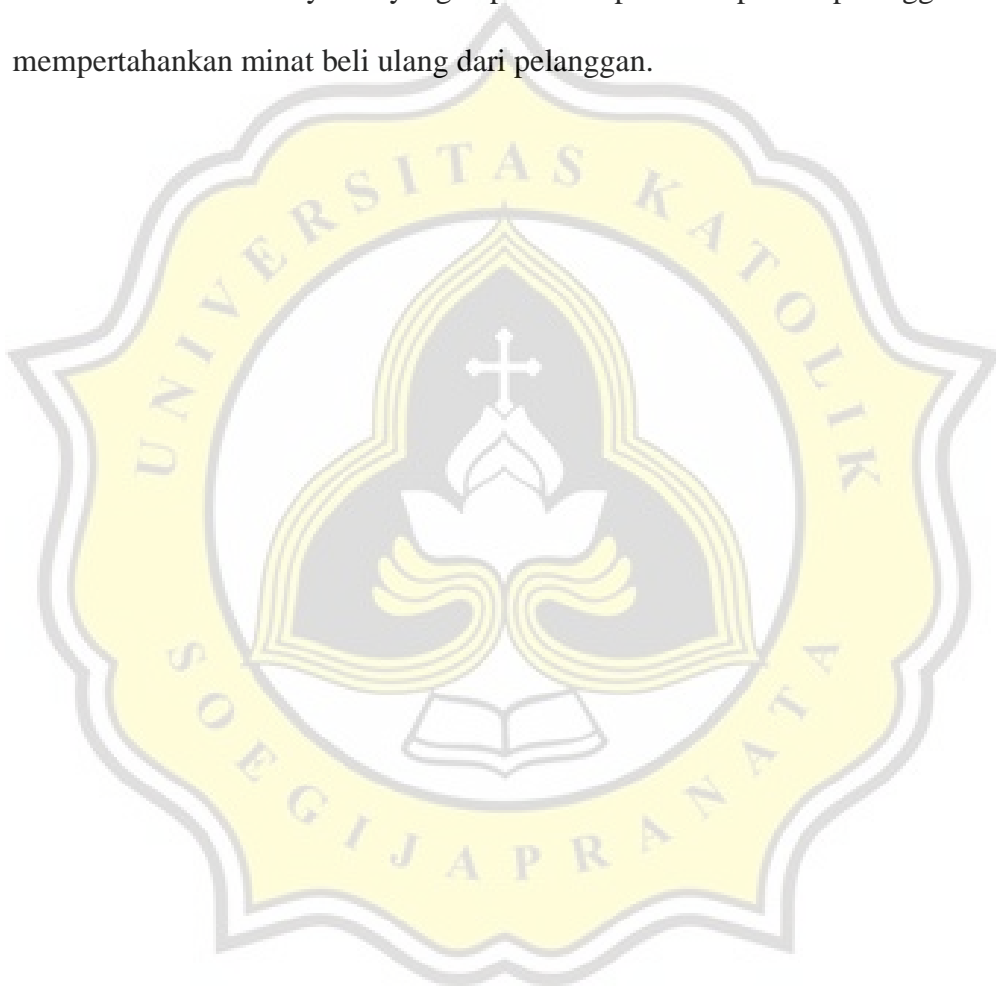 mempertahankan minat beli ulang dari pelanggan.
UNIVERSITAS KATOLIK
SOEGIJAPRANATA